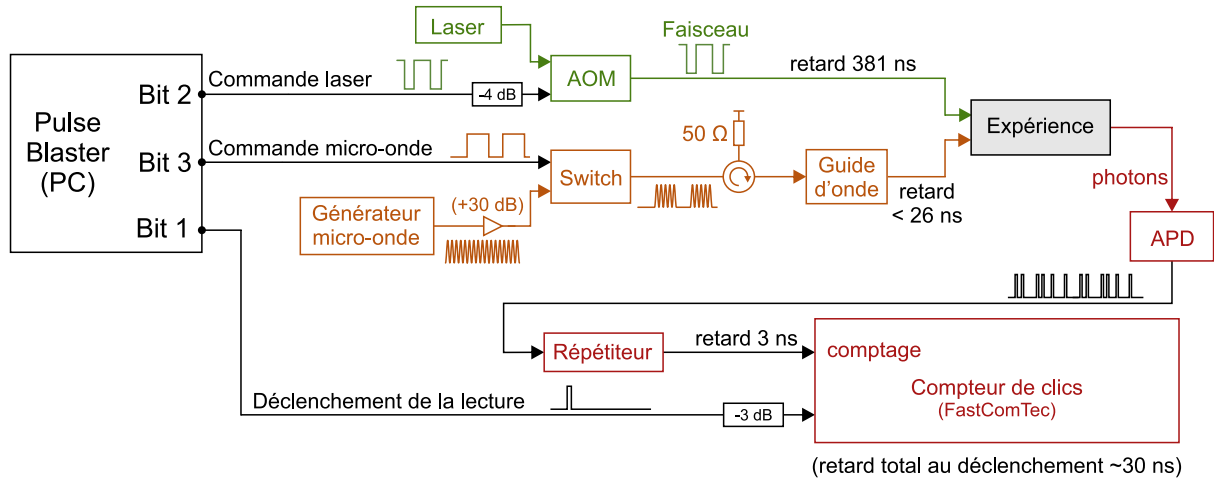 Laser
Faisceau
Commande laser
Bit 2
-4 dB
AOM
retard 381 ns
Pulse
Blaster
(PC)
Bit 3
Commande micro-onde
50 Ω
Expérience
Switch
Guide
d'onde
retard
< 26 ns
photons
(+30 dB)
Générateur
micro-onde
Bit 1
APD
Répétiteur
retard 3 ns
comptage
Compteur de clics
(FastComTec)
Déclenchement de la lecture
-3 dB
(retard total au déclenchement ~30 ns)